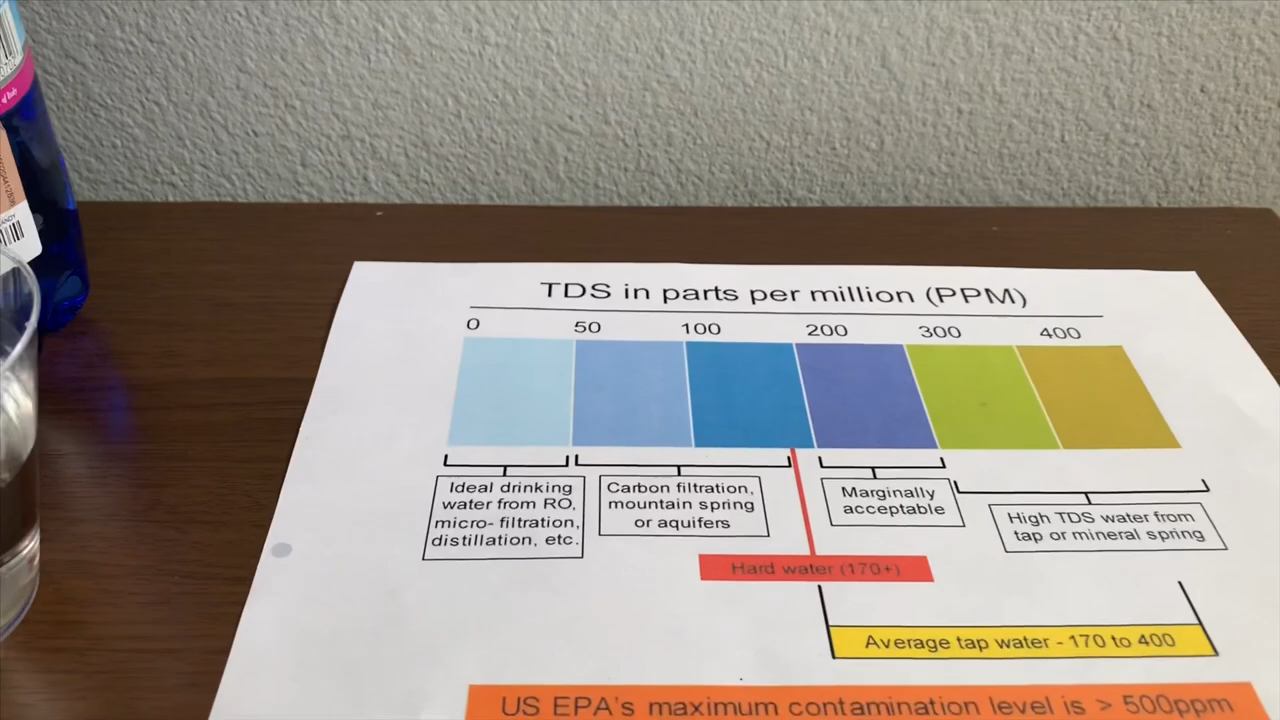 of Italy
TDS in parts per million (PPM)
0 50 100 200 300 400
Ideal drinking
water from RO,
micro- filtration,
distillation, etc.
Carbon filtration,
mountain spring
or aquifers
Marginally
acceptable
High TDS water from
tap or mineral spring
Hard water (170+)
Average tap water - 170 to 400
US EPA's maximum contamination level is > 500ppm